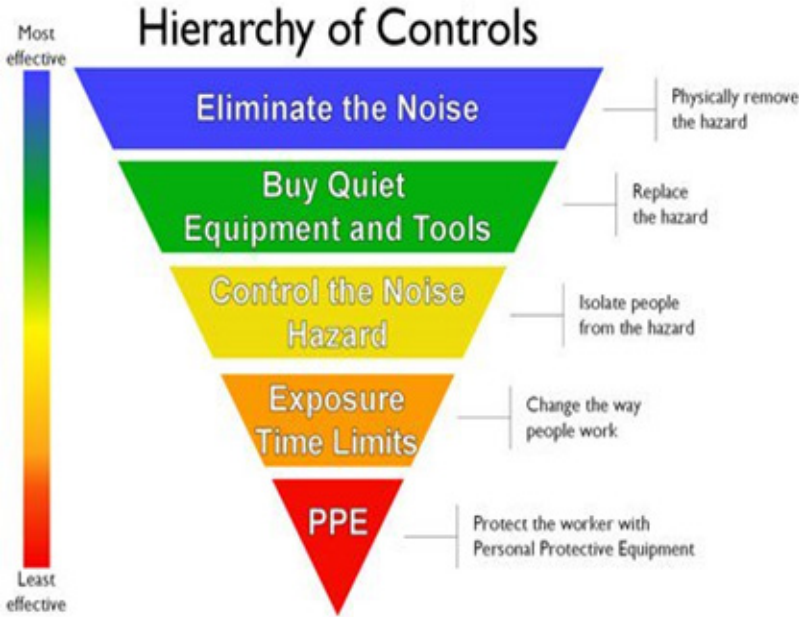 Hierarchy of Controls
Most
effective
Eliminate the Noise
Physically remove
the hazard
Buy Quiet
Equipment and Tools
Replace
the hazard
Control the Noise
Hazard
Isolate people
from the hazard
Exposure
Time Limits
Change the way
people work
PPE
Protect the worker with
Personal Protective Equipment
Least
effective